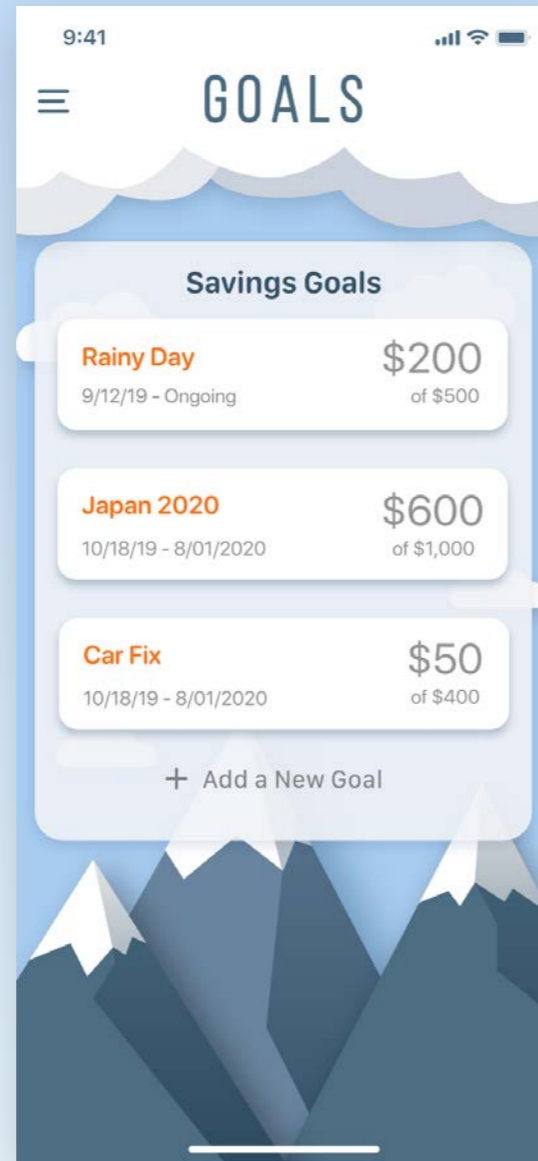 9:41
GOALS
Savings Goals
Rainy Day
$200
9/12/19 - Ongoing
of $500
Japan 2020
$600
10/18/19 - 8/01/2020
of $1,000
Car Fix
$50
10/18/19 - 8/01/2020
of $400
+ Add a New Goal